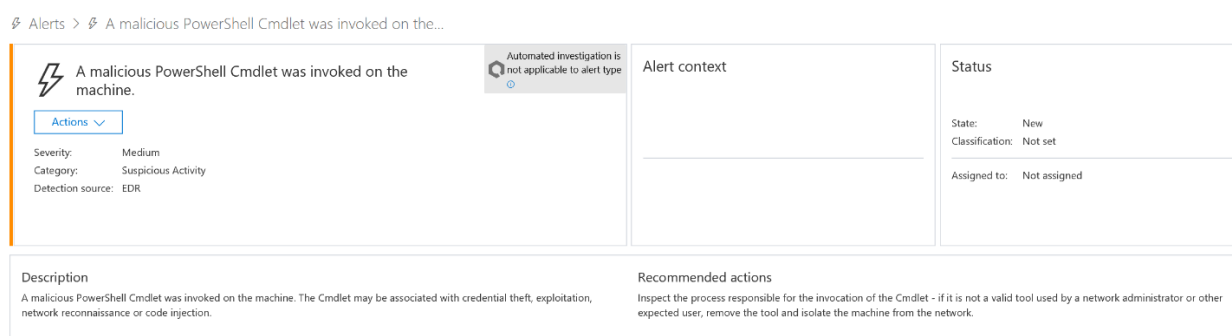 Alerts > A malicious PowerShell Cmdlet was invoked on the...
A malicious PowerShell Cmdlet was invoked on the
machine.
Automated investigation is
not applicable to alert type
Actions
Severity: Medium
Category: Suspicious Activity
Detection source: EDR
Alert context
Status
State: New
Classification: Not set
Assigned to: Not assigned
Description
A malicious PowerShell Cmdlet was invoked on the machine. The Cmdlet may be associated with credential theft, exploitation,
network reconnaissance or code injection.
Recommended actions
Inspect the process responsible for the invocation of the Cmdlet - if it is not a valid tool used by a network administrator or other
expected user, remove the tool and isolate the machine from the network.